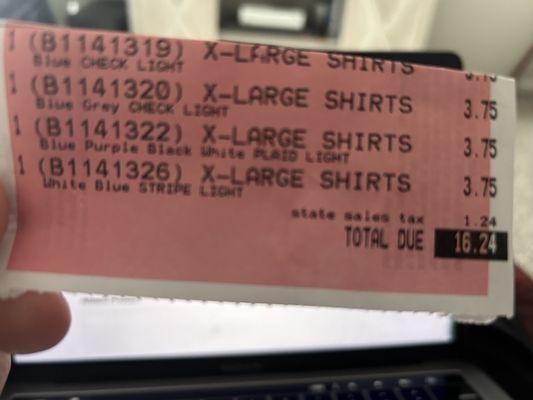 1 (B1141319) X-LARGE SHIRTS 3.75
Blue CHECK LIGHT
1 (B1141320) X-LARGE SHIRTS 3.75
Blue Grey CHECK LIGHT
1 (B1141322) X-LARGE SHIRTS 3.75
Blue Purple Black White PLAID LIGHT
1 (B1141326) X-LARGE SHIRTS 3.75
White Blue STRIPE LIGHT
state sales tax 1.24
TOTAL DUE 16.24